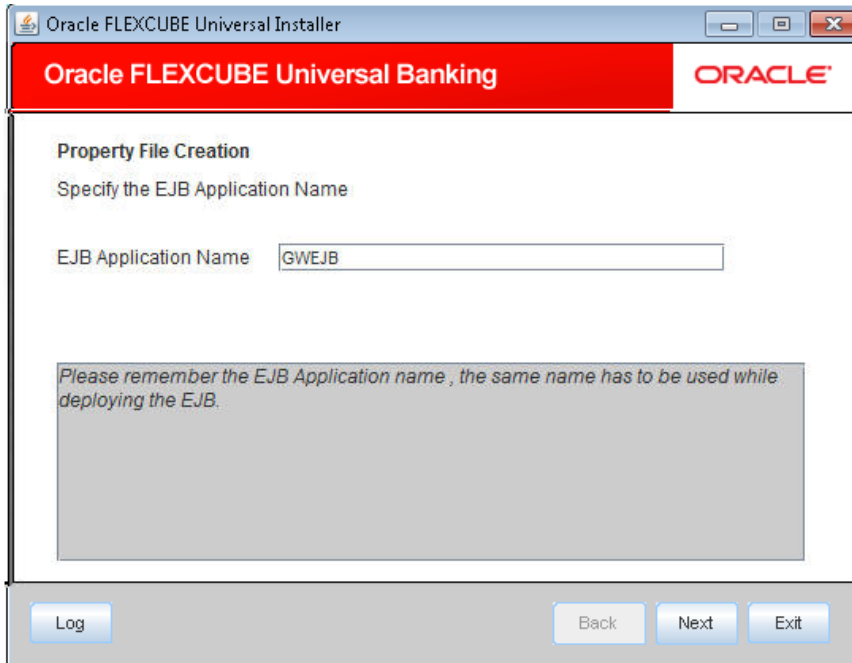 Oracle FLEXCUBE Universal Installer
Oracle FLEXCUBE Universal Banking
ORACLE®
Property File Creation
Specify the EJB Application Name
EJB Application Name GWEJB
Please remember the EJB Application name , the same name has to be used while
deploying the EJB.
Log Back Next Exit